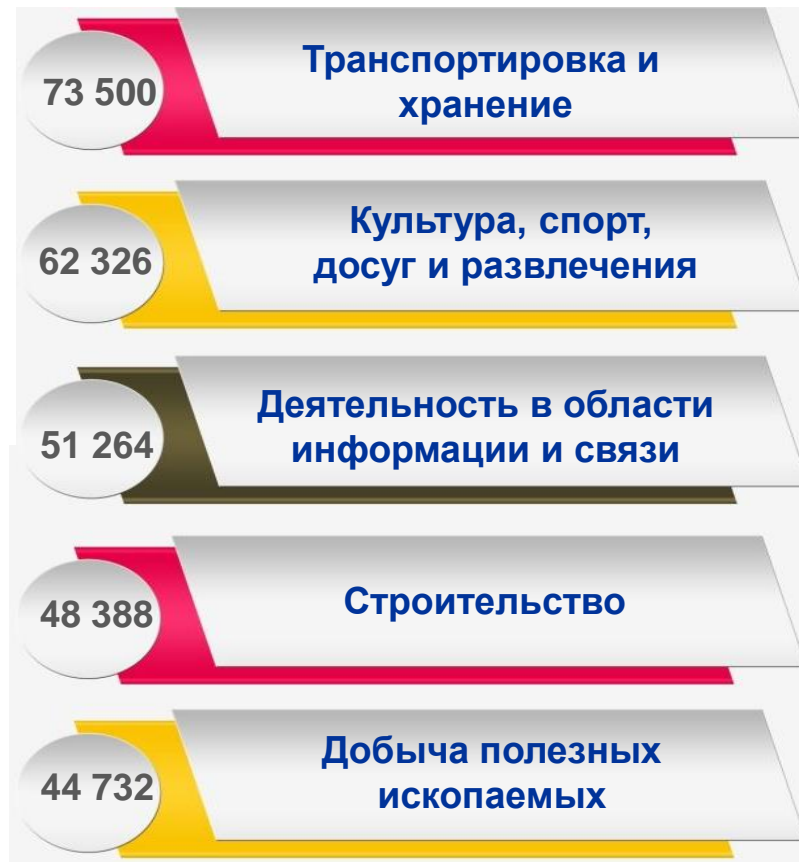 73 500
Транспортировка и
хранение
62 326
Культура, спорт,
досуг и развлечения
51 264
Деятельность в области
информации и связи
48 388
Строительство
44 732
Добыча полезных
ископаемых